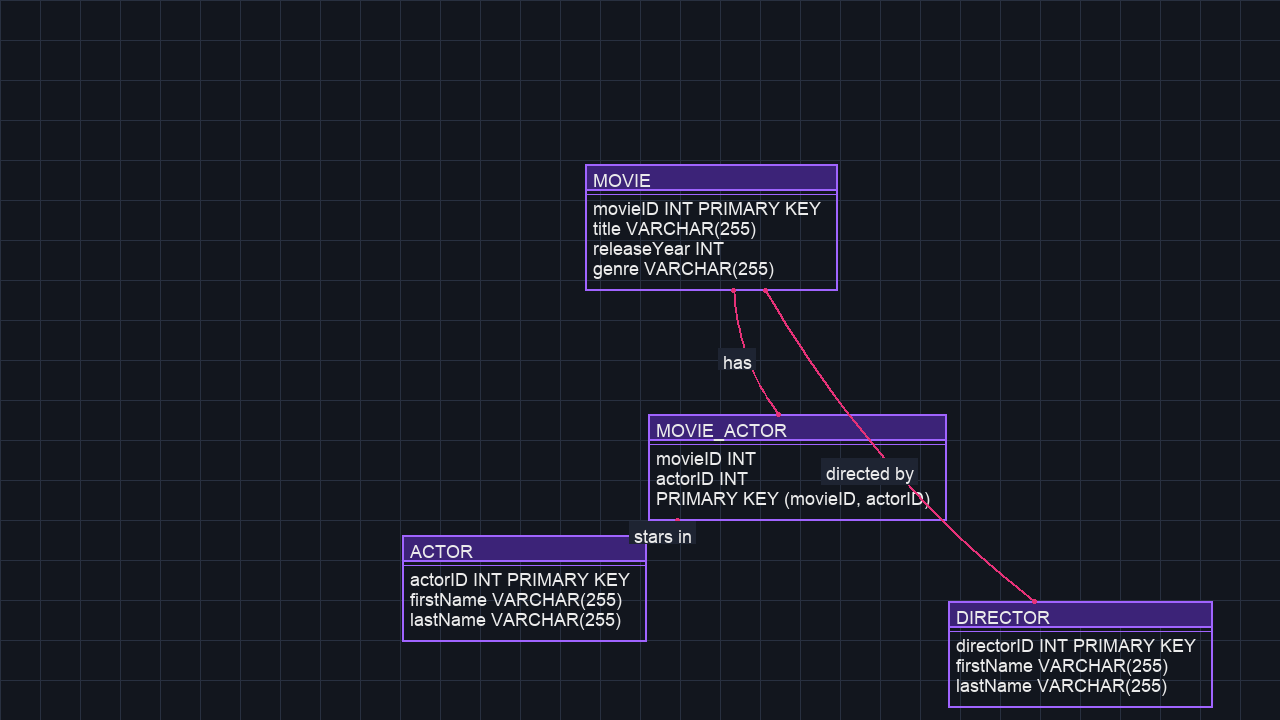 MOVIE
movieID INT PRIMARY KEY
title VARCHAR(255)
releaseYear INT
genre VARCHAR(255)
has
MOVIE_ACTOR
movieID INT
actorID INT
PRIMARY KEY (movieID, actorID)
directed by
stars in
ACTOR
actorID INT PRIMARY KEY
firstName VARCHAR(255)
lastName VARCHAR(255)
DIRECTOR
directorID INT PRIMARY KEY
firstName VARCHAR(255)
lastName VARCHAR(255)